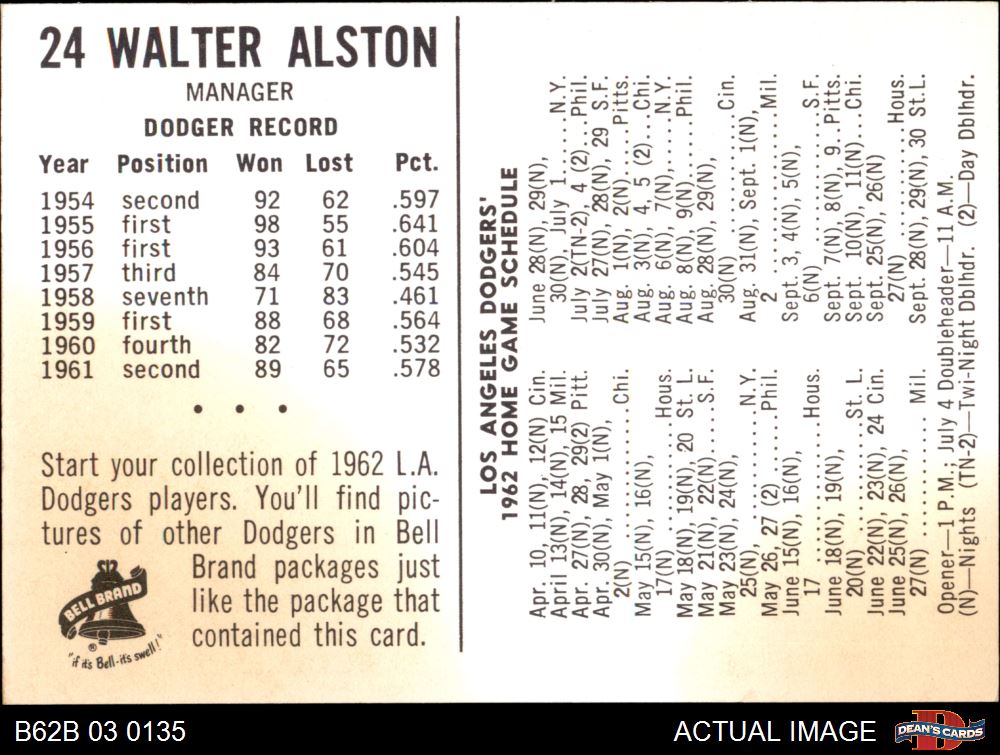 24 WALTER ALSTON
MANAGER
DODGER RECORD
Year Position Won Lost Pct.
1954 second 92 62 .597
1955 first 98 55 .641
1956 first 93 61 .604
1957 third 84 70 .545
1958 seventh 71 83 .461
1959 first 88 68 .564
1960 fourth 82 72 .532
1961 second 89 65 .578
• • •
Start your collection of 1962 L.A.
Dodgers players. You'll find pic-
tures of other Dodgers in Bell
Brand packages just
like the package that
contained this card.
BELL BRAND
®
"if it's Bell-it's swell!"
LOS ANGELES DODGERS'
1962 HOME GAME SCHEDULE
Apr. 10, 11(N), 12(N) Cin.
April 13(N), 14(N), 15 Mil.
Apr. 27(N), 28, 29(2) Pitt.
Apr. 30(N), May 1(N),
2(N) ..................Chi.
May 15(N), 16(N),
17(N) ................Hous.
May 18(N), 19(N), 20 St. L.
May 21(N), 22(N).....S.F.
May 23(N), 24(N),
25(N)..................N.Y.
May 26, 27 (2) ........Phil.
June 15(N), 16(N),
17 ....................Hous.
June 18(N), 19(N),
20(N) ................St. L.
June 22(N), 23(N), 24 Cin.
June 25(N), 26(N),
27(N) ................ Mil.
June 28(N), 29(N),
30(N), July 1........N.Y.
July 2(TN-2), 4 (2)...Phil.
July 27(N), 28(N), 29 S.F.
Aug. 1(N), 2(N).....Pitts.
Aug. 3(N), 4, 5 (2)...Chi.
Aug. 6(N), 7(N),......N.Y.
Aug. 8(N), 9(N).......Phil.
Aug. 28(N), 29(N),
30(N) ................Cin.
Aug. 31(N), Sept. 1(N),
2 ......................Mil.
Sept. 3, 4(N), 5(N),
6(N) ..................S.F.
Sept. 7(N), 8(N), 9..Pitts.
Sept. 10(N), 11(N)...Chi.
Sept. 25(N), 26(N)
27(N) ................Hous.
Sept. 28(N), 29(N), 30 St.L.
Opener—1 P.M.; July 4 Doubleheader—11 A.M.
(N)—Nights (TN-2)—Twi-Night Dblhdr. (2)—Day Dblhdr.
B62B 03 0135
ACTUAL IMAGE
DEAN'S CARDS